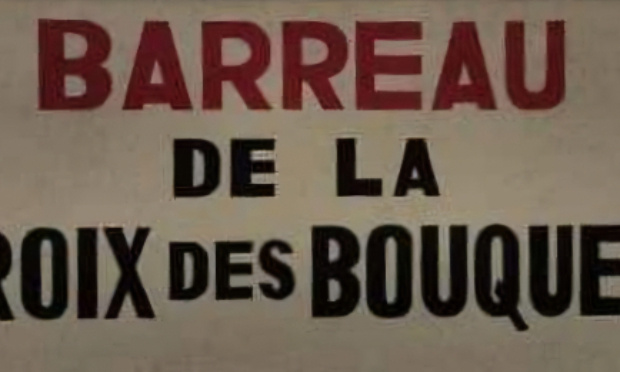 BARREAU
DE LA
ROIX DES BOUQUE